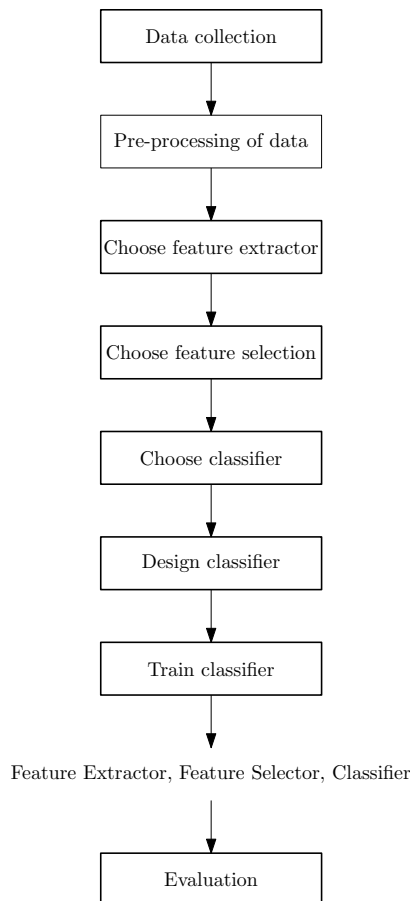 Data collection
Pre-processing of data
Choose feature extractor
Choose feature selection
Choose classifier
Design classifier
Train classifier
Feature Extractor, Feature Selector, Classifier
Evaluation